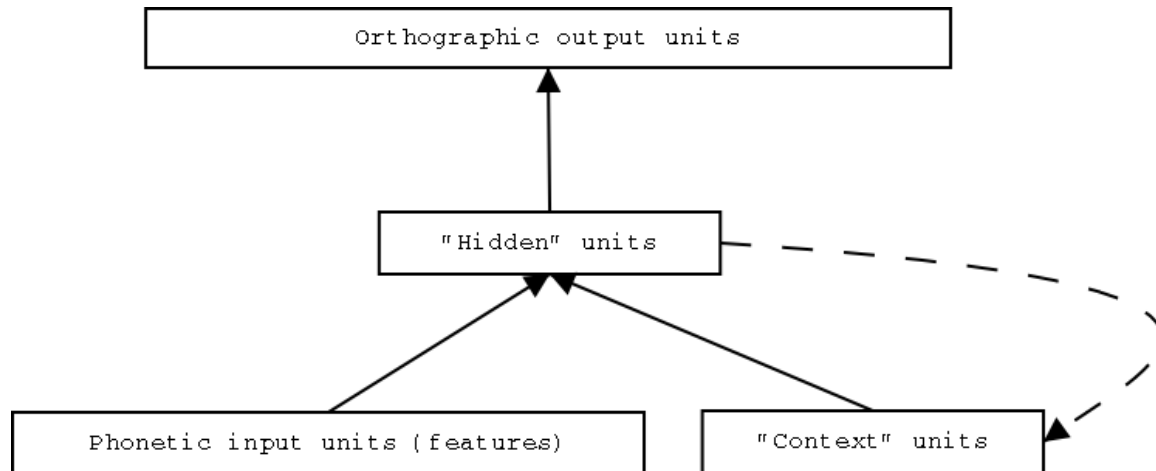 Orthographic output units
"Hidden" units
Phonetic input units (features)
"Context" units